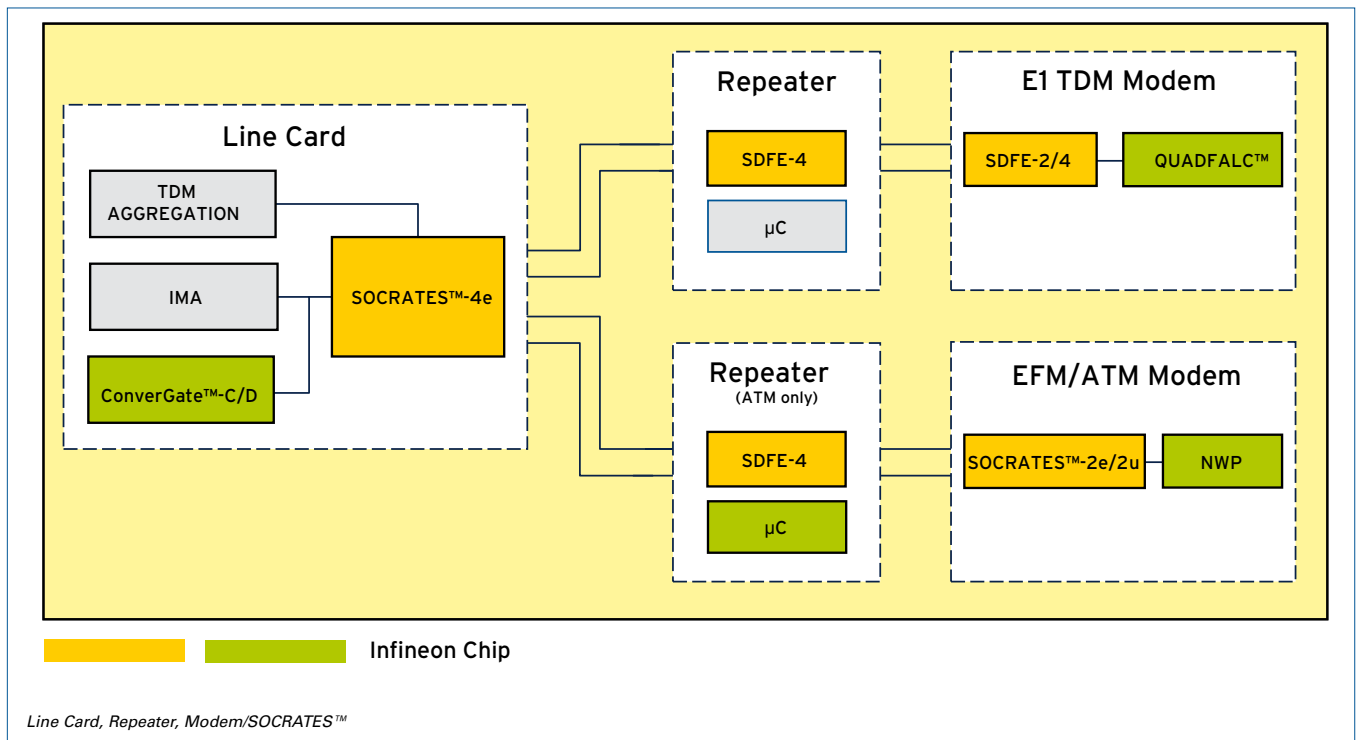 Line Card
TDM
AGGREGATION
IMA
ConverGate™-C/D
SOCRATES™-4e
Repeater
SDFE-4
µC
E1 TDM Modem
SDFE-2/4
QUADFALC™
Repeater
(ATM only)
SDFE-4
µC
EFM/ATM Modem
SOCRATES™-2e/2u
NWP
Infineon Chip
Line Card, Repeater, Modem/SOCRATES™